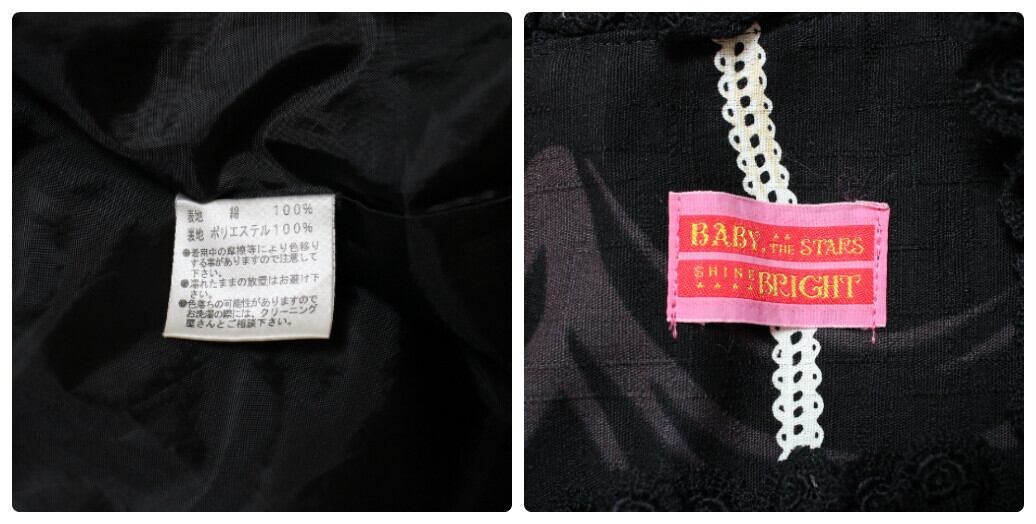 表地 綿 100%
裏地 ポリエステル100%
●着用中の摩擦等により色移り
する事がありますので注意して
下さい。
●濡れたままの放置はお避け下
さい。
●色落ちの可能性がありますので
お洗濯の際には、クリーニング
屋さんとご相談下さい。
BABY, THE STARS
SHINE BRIGHT